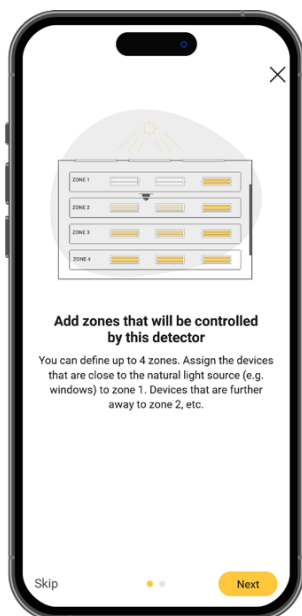 ZONE 1
ZONE 2
ZONE 3
ZONE 4
Add zones that will be controlled
by this detector
You can define up to 4 zones. Assign the devices
that are close to the natural light source (e.g.
windows) to zone 1. Devices that are further
away to zone 2, etc.
Skip
Next